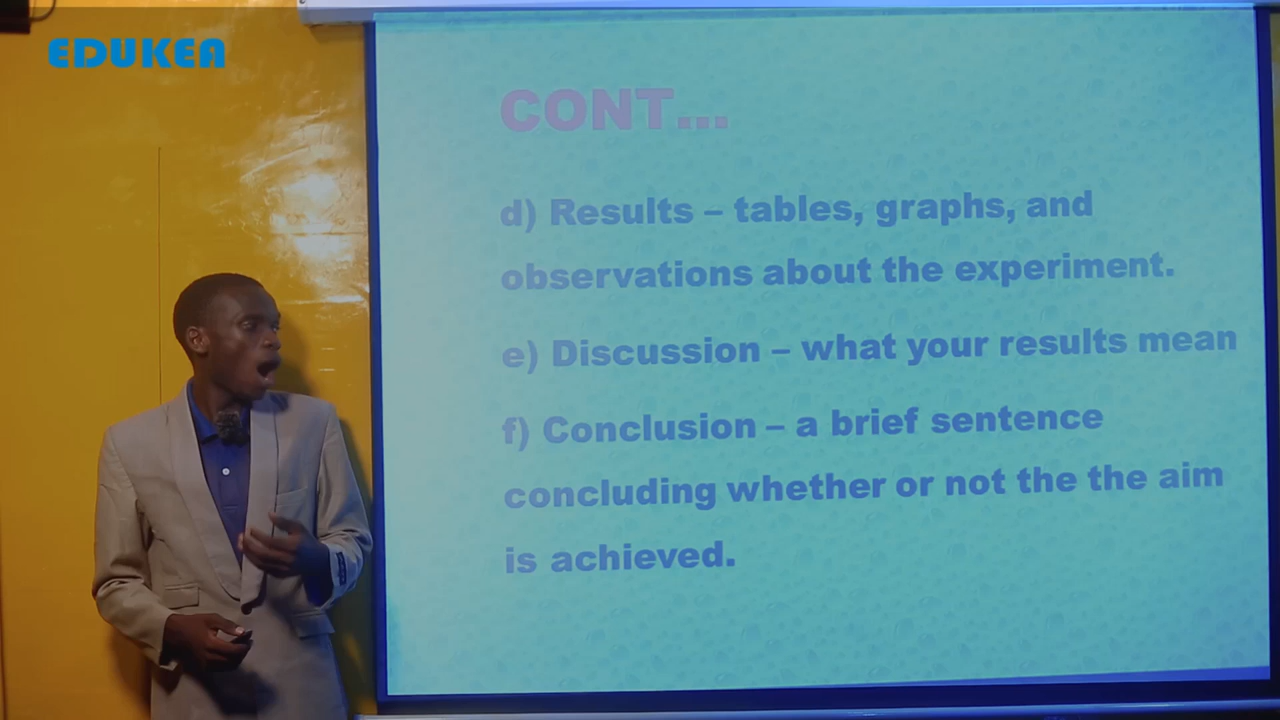 EDUKEA
CONT...
d) Results – tables, graphs, and
observations about the experiment.
e) Discussion – what your results mean
f) Conclusion – a brief sentence
concluding whether or not the the aim
is achieved.